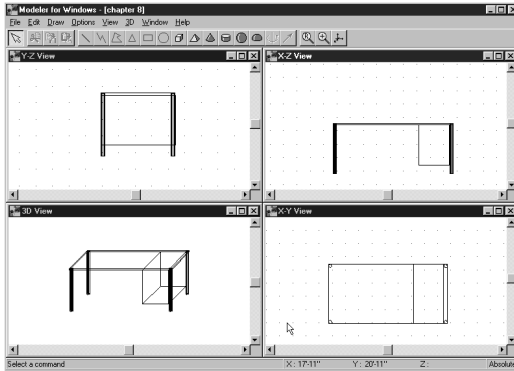 Modeler for Windows - [chapter 8]
File Edit Draw Options View 3D Window Help
Y-Z View
X-Z View
3D View
X-Y View
Select a command X: 17'-11" Y: 20'-11" Z: Absolute